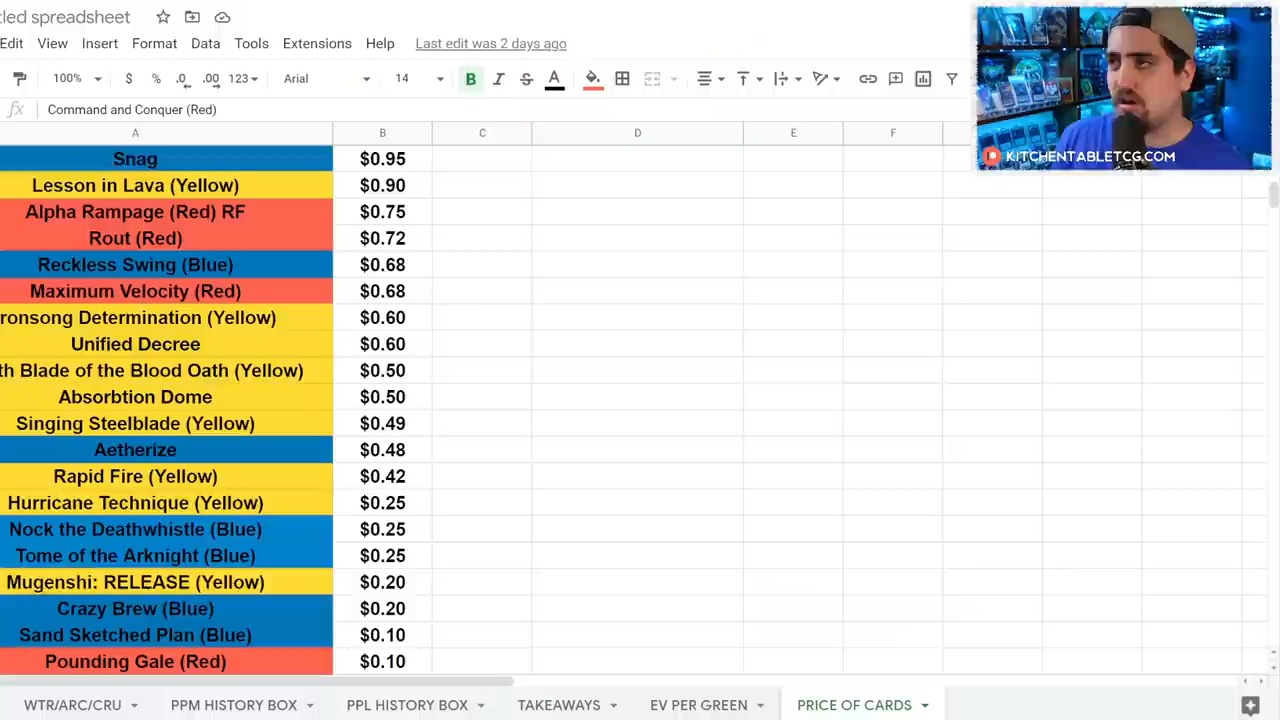 tled spreadsheet
Edit View Insert Format Data Tools Extensions Help Last edit was 2 days ago
100% $ % .0 .00 123 Arial 14 B I S A
fx Command and Conquer (Red)
A B C D E F
Snag $0.95
Lesson in Lava (Yellow) $0.90
Alpha Rampage (Red) RF $0.75
Rout (Red) $0.72
Reckless Swing (Blue) $0.68
Maximum Velocity (Red) $0.68
ronsong Determination (Yellow) $0.60
Unified Decree $0.60
th Blade of the Blood Oath (Yellow) $0.50
Absorbtion Dome $0.50
Singing Steelblade (Yellow) $0.49
Aetherize $0.48
Rapid Fire (Yellow) $0.42
Hurricane Technique (Yellow) $0.25
Nock the Deathwhistle (Blue) $0.25
Tome of the Arknight (Blue) $0.25
Mugenshi: RELEASE (Yellow) $0.20
Crazy Brew (Blue) $0.20
Sand Sketched Plan (Blue) $0.10
Pounding Gale (Red) $0.10
WTR/ARC/CRU PPM HISTORY BOX PPL HISTORY BOX TAKEAWAYS EV PER GREEN PRICE OF CARDS
KITCHENTABLETCG.COM